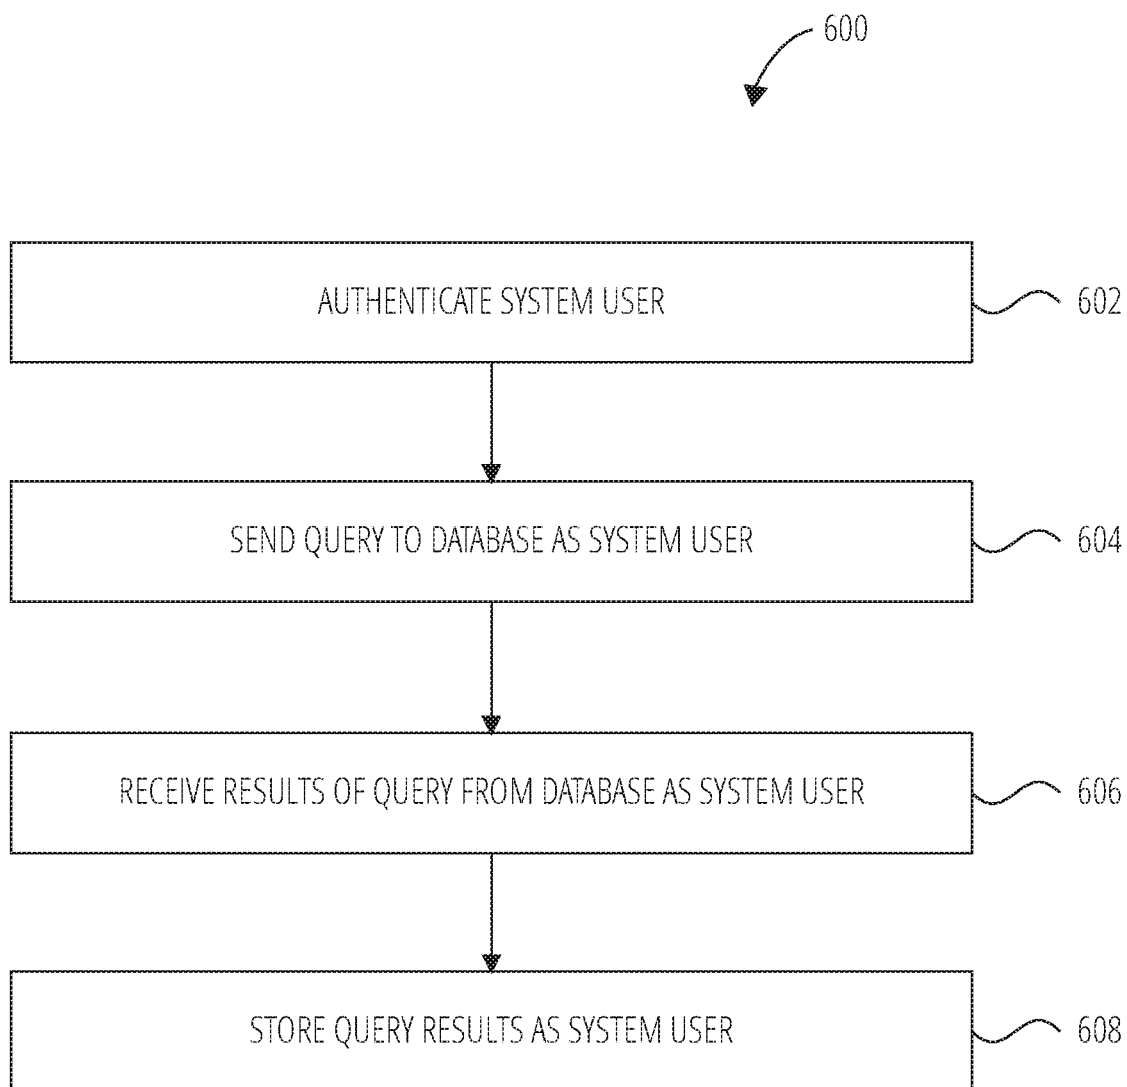 600
AUTHENTICATE SYSTEM USER
602
SEND QUERY TO DATABASE AS SYSTEM USER
604
RECEIVE RESULTS OF QUERY FROM DATABASE AS SYSTEM USER
606
STORE QUERY RESULTS AS SYSTEM USER
608